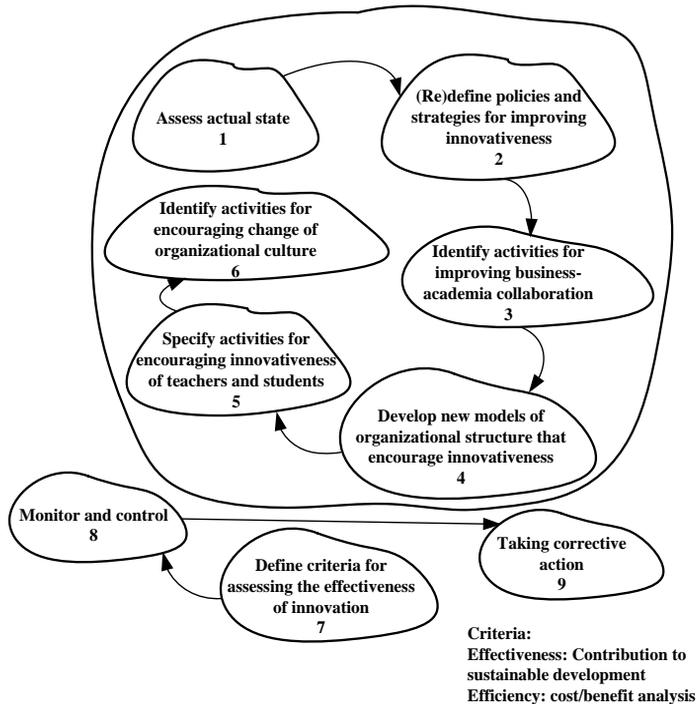 Assess actual state
1
(Re)define policies and
strategies for improving
innovativeness
2
Identify activities for
improving business-
academia collaboration
3
Develop new models of
organizational structure that
encourage innovativeness
4
Specify activities for
encouraging innovativeness
of teachers and students
5
Identify activities for
encouraging change of
organizational culture
6
Define criteria for
assessing the effectiveness
of innovation
7
Monitor and control
8
Taking corrective
action
9
Criteria:
Effectiveness: Contribution to
sustainable development
Efficiency: cost/benefit analysis